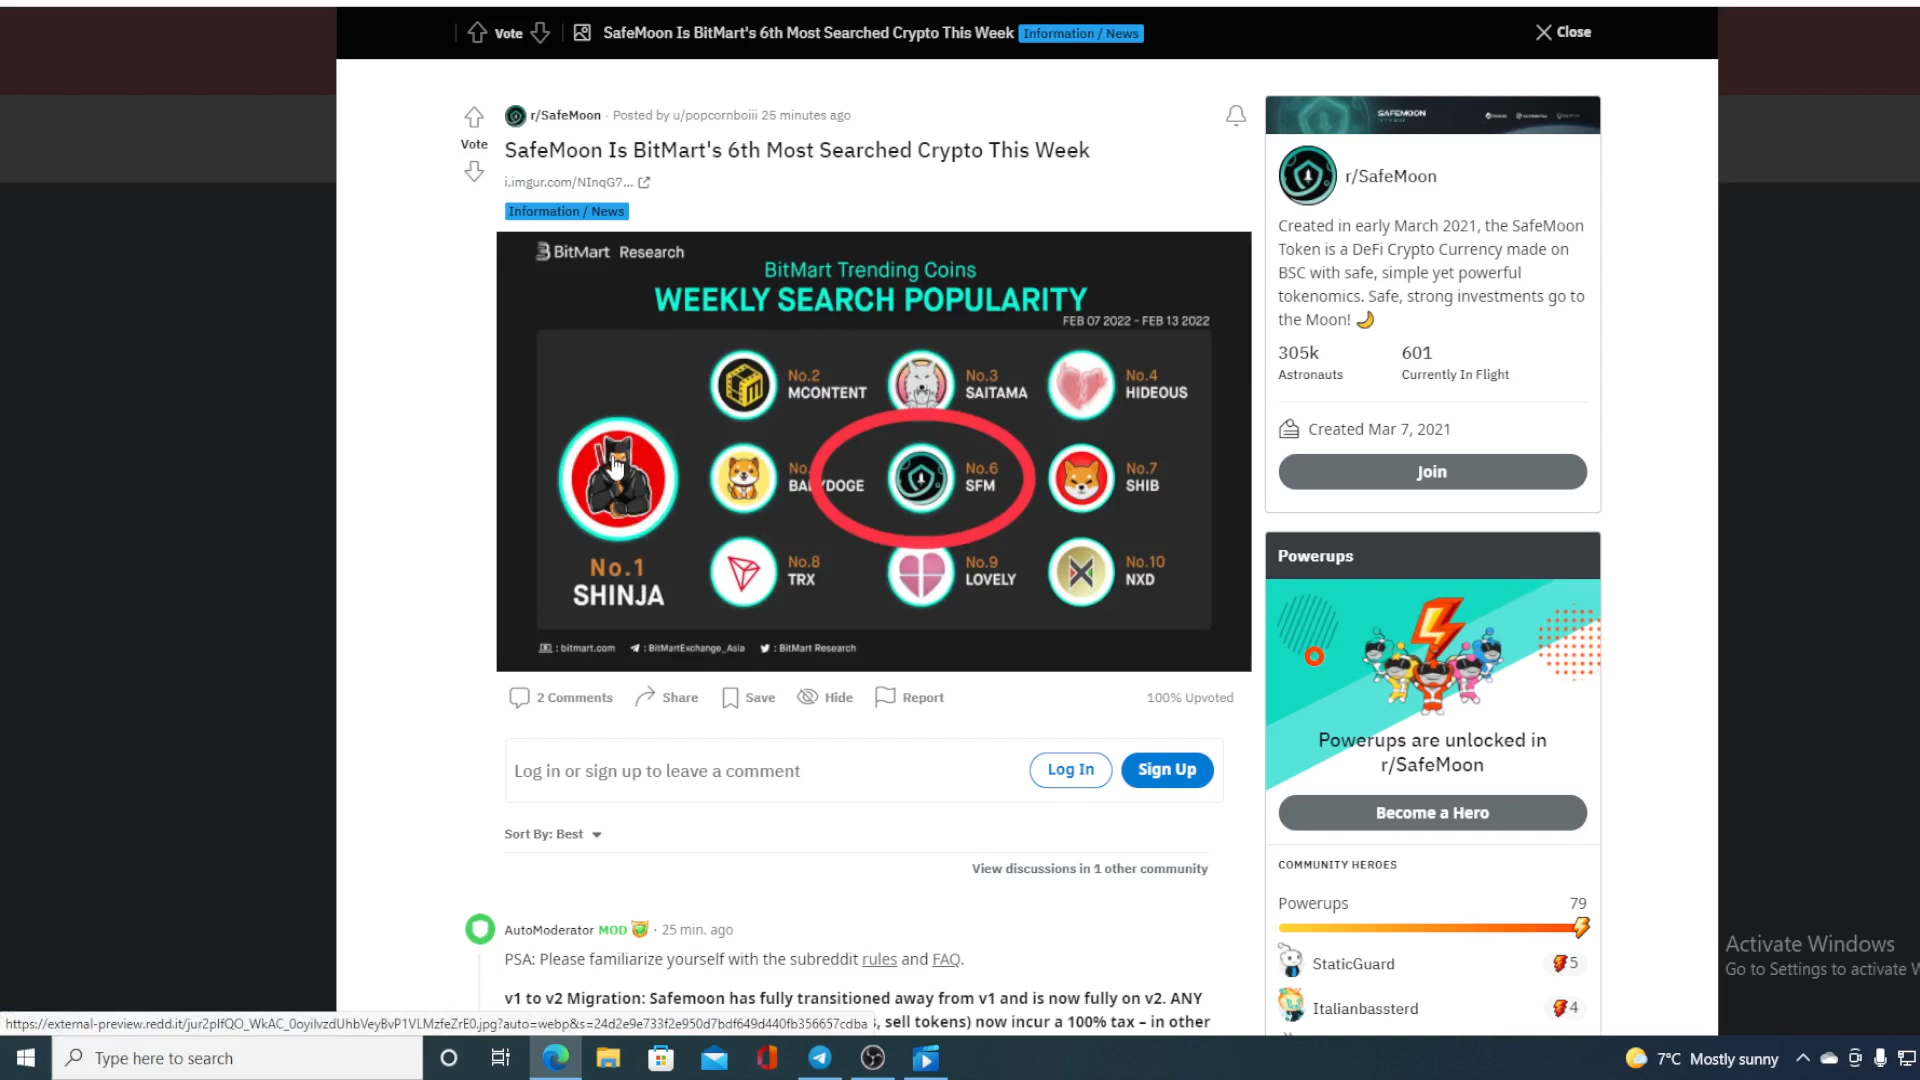 Vote
SafeMoon Is BitMart's 6th Most Searched Crypto This Week
Information / News
Close
r/SafeMoon · Posted by u/popcornboiii 25 minutes ago
Vote
SafeMoon Is BitMart's 6th Most Searched Crypto This Week
i.imgur.com/NInqG7...
Information / News
BitMart Research
BitMart Trending Coins
WEEKLY SEARCH POPULARITY
FEB 07 2022 - FEB 13 2022
No.1
SHINJA
No.2
MCONTENT
No.3
SAITAMA
No.4
HIDEOUS
No.6
SFM
No.7
SHIB
No.8
TRX
No.9
LOVELY
No.10
NXD
: bitmart.com
: BitMartExchange_Asia
: BitMart Research
2 Comments
Share
Save
Hide
Report
100% Upvoted
Log in or sign up to leave a comment
Log In
Sign Up
Sort By: Best
View discussions in 1 other community
AutoModerator MOD · 25 min. ago
PSA: Please familiarize yourself with the subreddit rules and FAQ.
v1 to v2 Migration: Safemoon has fully transitioned away from v1 and is now fully on v2. ANY
, sell tokens) now incur a 100% tax – in other
SAFEMOON
r/SafeMoon
Created in early March 2021, the SafeMoon
Token is a DeFi Crypto Currency made on
BSC with safe, simple yet powerful
tokenomics. Safe, strong investments go to
the Moon! 🌙
305k
Astronauts
601
Currently In Flight
Created Mar 7, 2021
Join
Powerups
Powerups are unlocked in
r/SafeMoon
Become a Hero
COMMUNITY HEROES
Powerups
79
StaticGuard
5
Italianbassterd
4
Activate Windows
Go to Settings to activate W
Type here to search
7°C Mostly sunny